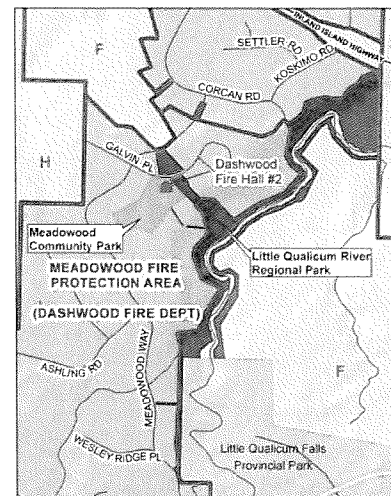 INLAND ISLAND HIGHWAY
F
SETTLER RD
KOSKIMO RD
CORCAN RD
H
GALVIN PL
Dashwood
Fire Hall #2
Meadowood
Community Park
Little Qualicum River
Regional Park
MEADOWOOD FIRE
PROTECTION AREA
(DASHWOOD FIRE DEPT)
ASHLING RD
MEADOWOOD WAY
F
WESLEY RIDGE PL
Little Qualicum Falls
Provincial Park